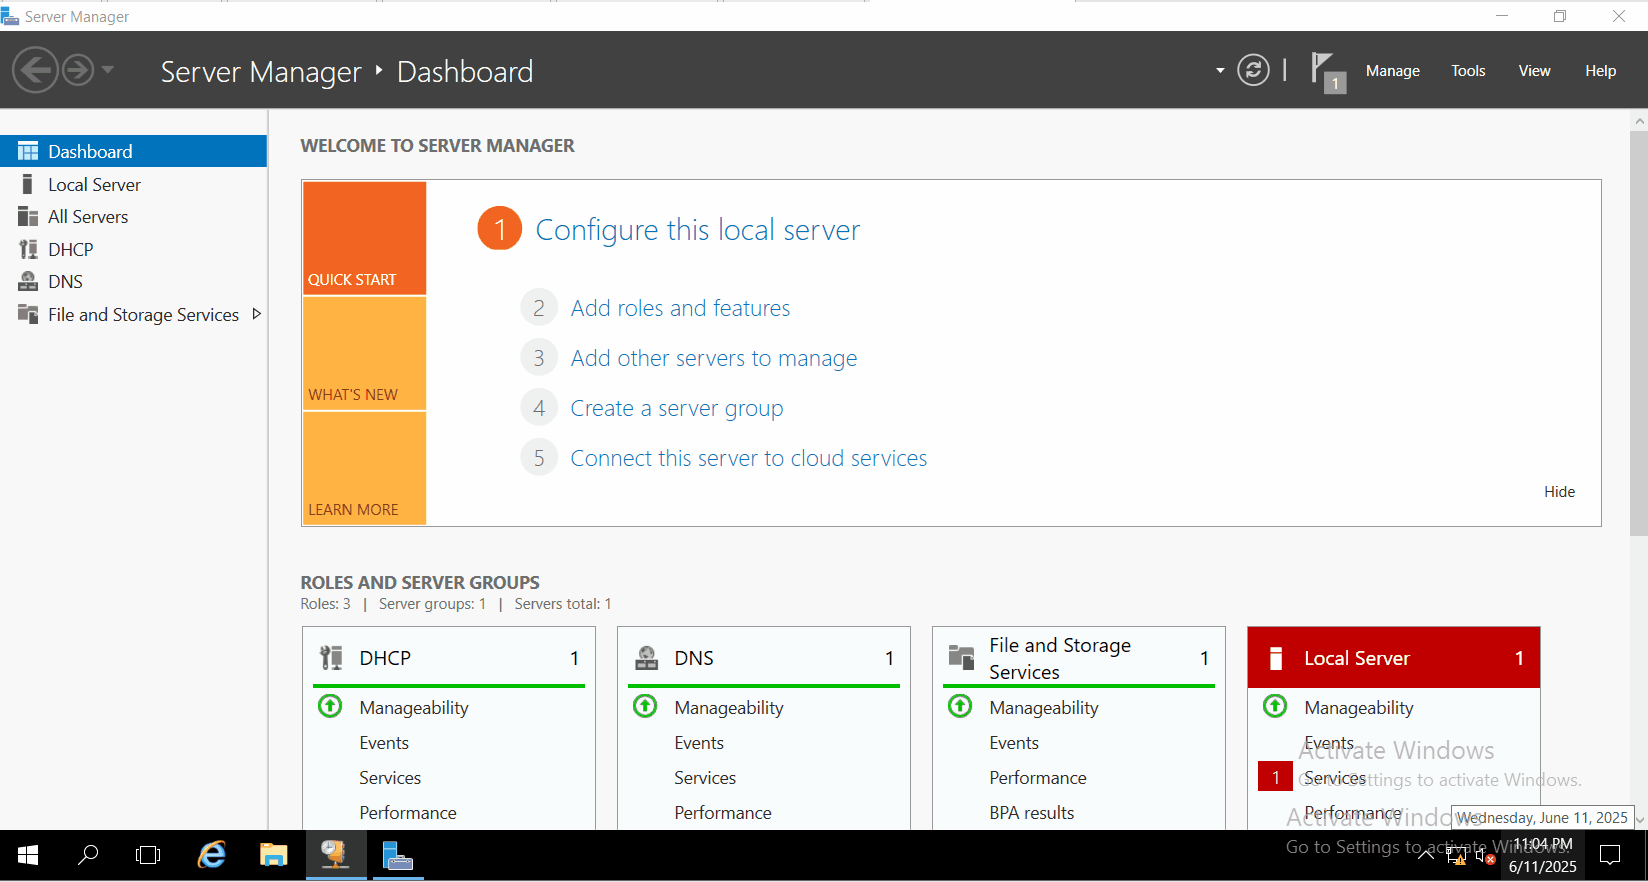 Server Manager
Server Manager ‣ Dashboard
1
Manage
Tools
View
Help
Dashboard
Local Server
All Servers
DHCP
DNS
File and Storage Services
WELCOME TO SERVER MANAGER
QUICK START
WHAT'S NEW
LEARN MORE
1 Configure this local server
2 Add roles and features
3 Add other servers to manage
4 Create a server group
5 Connect this server to cloud services
Hide
ROLES AND SERVER GROUPS
Roles: 3 | Server groups: 1 | Servers total: 1
DHCP 1
Manageability
Events
Services
Performance
DNS 1
Manageability
Events
Services
Performance
File and Storage
Services 1
Manageability
Events
Performance
BPA results
Local Server 1
Manageability
Events
1 Services
Performance
Activate Windows
Go to Settings to activate Windows.
Activate Windows
Go to Settings to activate Windows.
Wednesday, June 11, 2025
11:04 PM
6/11/2025